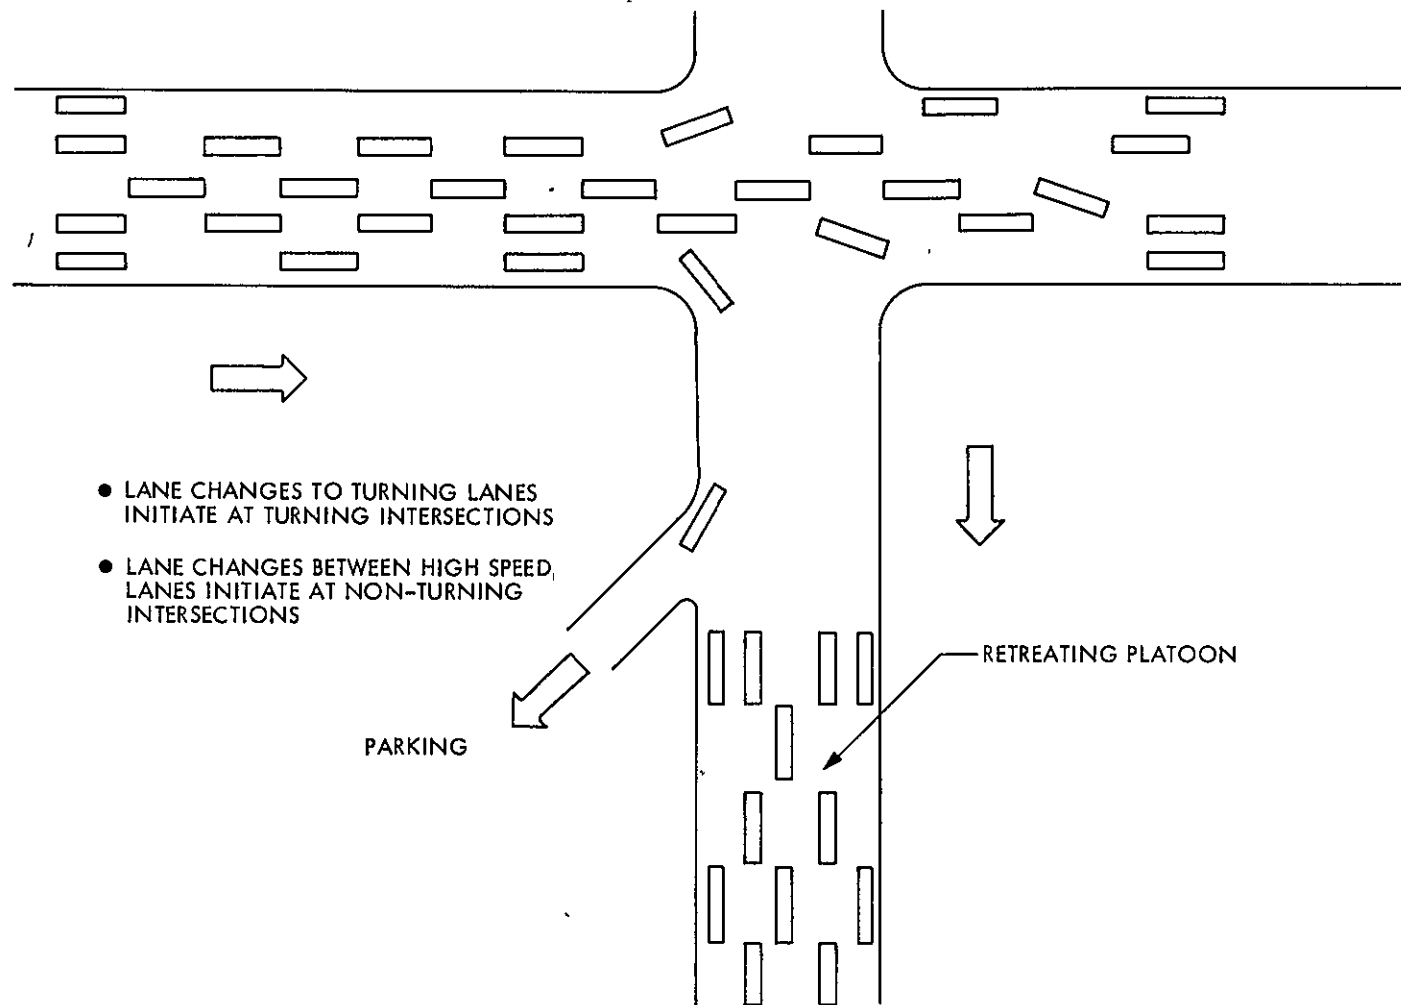 ● LANE CHANGES TO TURNING LANES
INITIATE AT TURNING INTERSECTIONS
● LANE CHANGES BETWEEN HIGH SPEED
LANES INITIATE AT NON-TURNING
INTERSECTIONS
RETREATING PLATOON
PARKING